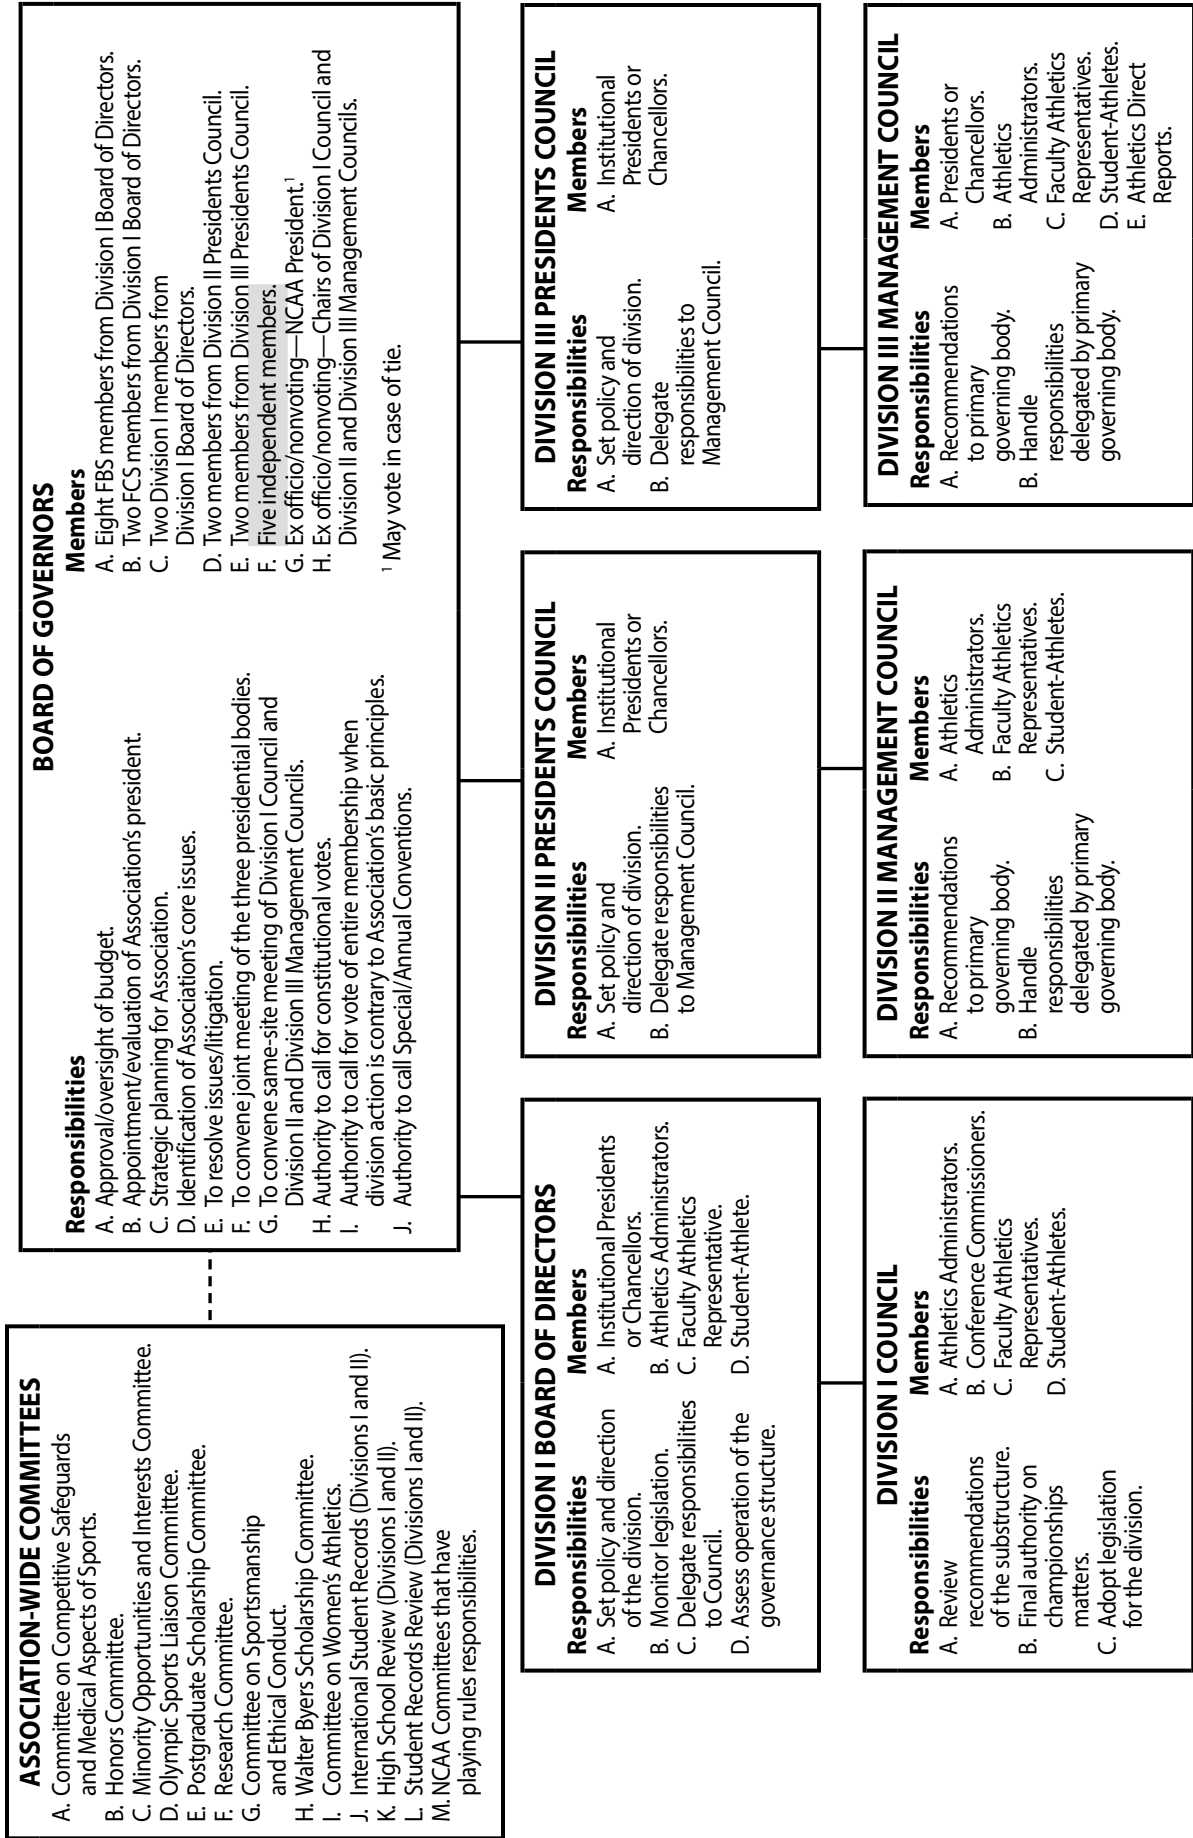 ASSOCIATION-WIDE COMMITTEES
A. Committee on Competitive Safeguards
and Medical Aspects of Sports.
B. Honors Committee.
C. Minority Opportunities and Interests Committee.
D. Olympic Sports Liaison Committee.
E. Postgraduate Scholarship Committee.
F. Research Committee.
G. Committee on Sportsmanship
and Ethical Conduct.
H. Walter Byers Scholarship Committee.
I. Committee on Women's Athletics.
J. International Student Records (Divisions I and II).
K. High School Review (Divisions I and II).
L. Student Records Review (Divisions I and II).
M. NCAA Committees that have
playing rules responsibilities.
BOARD OF GOVERNORS
Responsibilities
A. Approval/oversight of budget.
B. Appointment/evaluation of Association's president.
C. Strategic planning for Association.
D. Identification of Association's core issues.
E. To resolve issues/litigation.
F. To convene joint meeting of the three presidential bodies.
G. To convene same-site meeting of Division I Council and
Division II and Division III Management Councils.
H. Authority to call for constitutional votes.
I. Authority to call for vote of entire membership when
division action is contrary to Association's basic principles.
J. Authority to call Special/Annual Conventions.
Members
A. Eight FBS members from Division I Board of Directors.
B. Two FCS members from Division I Board of Directors.
C. Two Division I members from
Division I Board of Directors.
D. Two members from Division II Presidents Council.
E. Two members from Division III Presidents Council.
F. Five independent members.
G. Ex officio/nonvoting—NCAA President.¹
H. Ex officio/nonvoting—Chairs of Division I Council and
Division II and Division III Management Councils.
¹ May vote in case of tie.
DIVISION I BOARD OF DIRECTORS
Responsibilities
A. Set policy and direction
of the division.
B. Monitor legislation.
C. Delegate responsibilities
to Council.
D. Assess operation of the
governance structure.
Members
A. Institutional Presidents
or Chancellors.
B. Athletics Administrators.
C. Faculty Athletics
Representative.
D. Student-Athlete.
DIVISION II PRESIDENTS COUNCIL
Responsibilities
A. Set policy and
direction of division.
B. Delegate responsibilities
to Management Council.
Members
A. Institutional
Presidents or
Chancellors.
DIVISION III PRESIDENTS COUNCIL
Responsibilities
A. Set policy and
direction of division.
B. Delegate
responsibilities to
Management Council.
Members
A. Institutional
Presidents or
Chancellors.
DIVISION I COUNCIL
Responsibilities
A. Review
recommendations
of the substructure.
B. Final authority on
championships
matters.
C. Adopt legislation
for the division.
Members
A. Athletics Administrators.
B. Conference Commissioners.
C. Faculty Athletics
Representatives.
D. Student-Athletes.
DIVISION II MANAGEMENT COUNCIL
Responsibilities
A. Recommendations
to primary
governing body.
B. Handle
responsibilities
delegated by primary
governing body.
Members
A. Athletics
Administrators.
B. Faculty Athletics
Representatives.
C. Student-Athletes.
DIVISION III MANAGEMENT COUNCIL
Responsibilities
A. Recommendations
to primary
governing body.
B. Handle
responsibilities
delegated by primary
governing body.
Members
A. Presidents or
Chancellors.
B. Athletics
Administrators.
C. Faculty Athletics
Representatives.
D. Student-Athletes.
E. Athletics Direct
Reports.